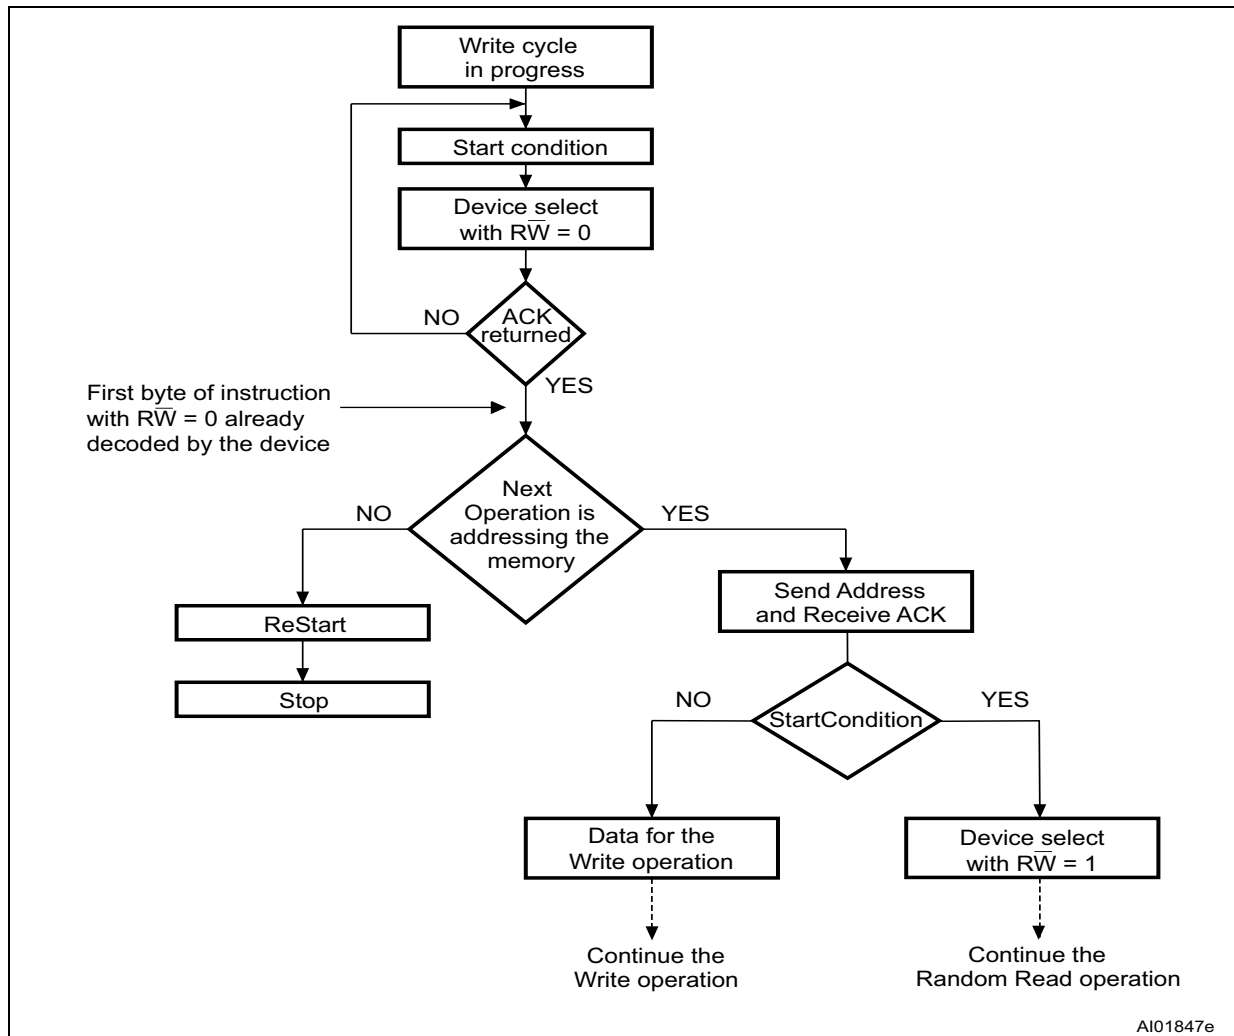 Write cycle
in progress
Start condition
Device select
with RW̅ = 0
ACK
returned
NO
YES
First byte of instruction
with RW̅ = 0 already
decoded by the device
Next
Operation is
addressing the
memory
NO
YES
Send Address
and Receive ACK
ReStart
Stop
StartCondition
NO
YES
Data for the
Write operation
Device select
with RW̅ = 1
Continue the
Write operation
Continue the
Random Read operation
AI01847e